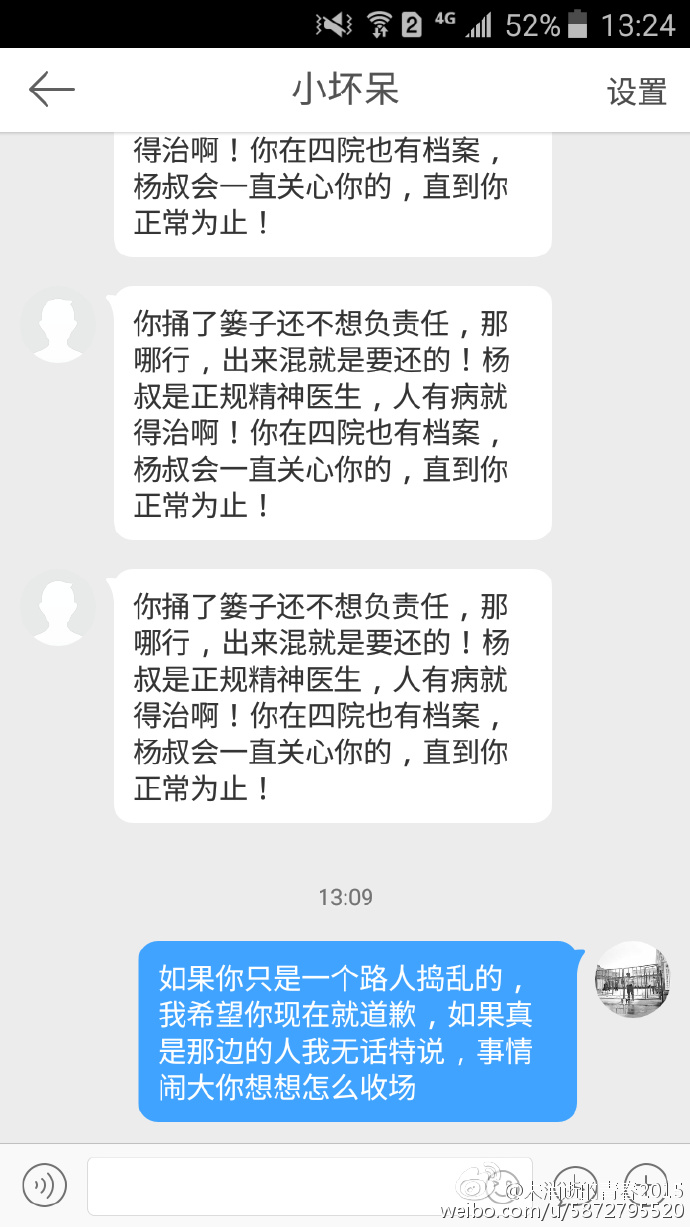 4G 52% 13:24
2
小坏呆
设置
得治啊！你在四院也有档案，
杨叔会一直关心你的，直到你
正常为止！
你捅了篓子还不想负责任，那
哪行，出来混就是要还的！杨
叔是正规精神医生，人有病就
得治啊！你在四院也有档案，
杨叔会一直关心你的，直到你
正常为止！
你捅了篓子还不想负责任，那
哪行，出来混就是要还的！杨
叔是正规精神医生，人有病就
得治啊！你在四院也有档案，
杨叔会一直关心你的，直到你
正常为止！
13:09
如果你只是一个路人捣乱的，
我希望你现在就道歉，如果真
是那边的人我无话特说，事情
闹大你想想怎么收场
2015
weibo.com/u/5872795520